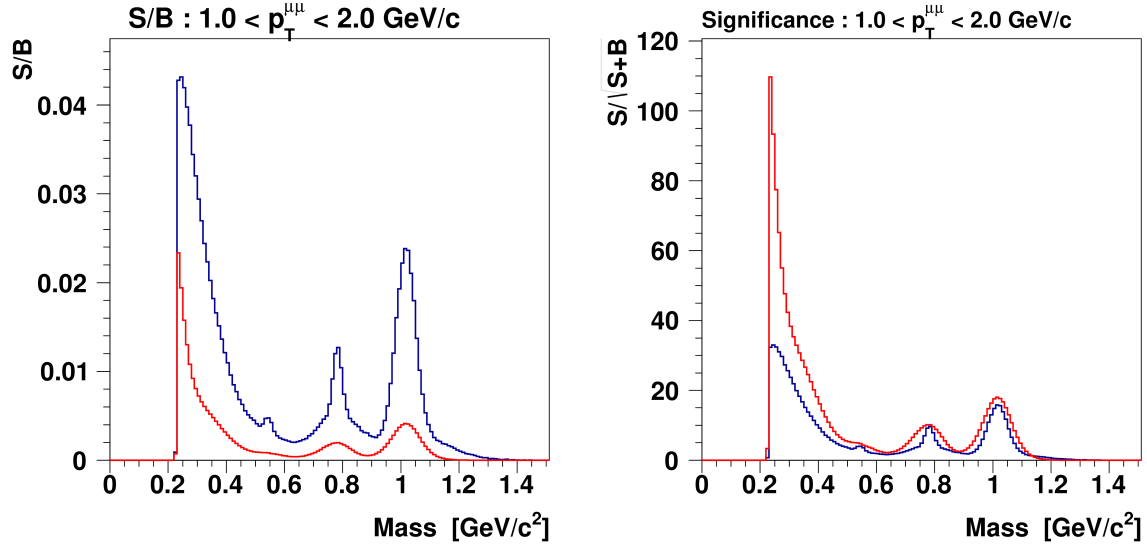 S/B : 1.0 < p_T^μμ < 2.0 GeV/c
S/B
0.04
0.03
0.02
0.01
0
0 0.2 0.4 0.6 0.8 1 1.2 1.4
Mass [GeV/c²]
Significance : 1.0 < p_T^μμ < 2.0 GeV/c
S/√S+B
120
100
80
60
40
20
0
0 0.2 0.4 0.6 0.8 1 1.2 1.4
Mass [GeV/c²]